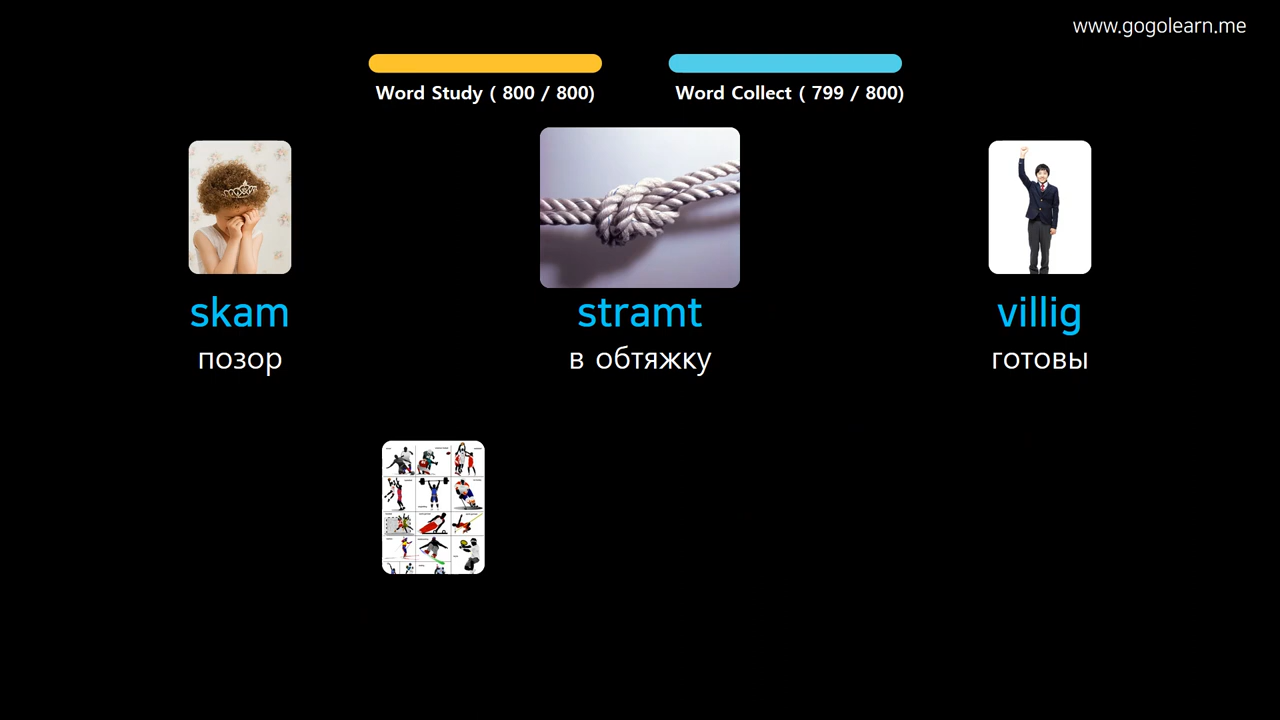 www.gogolearn.me
Word Study ( 800 / 800)
Word Collect ( 799 / 800)
skam
stramt
villig
позор
в обтяжку
готовы